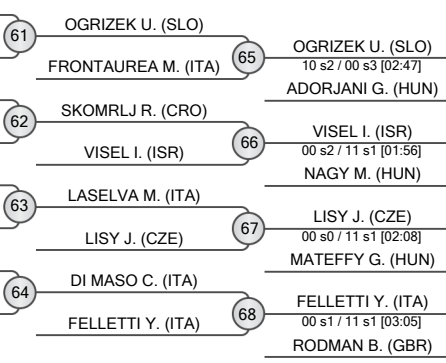 61
OGRIZEK U. (SLO)
FRONTAUREA M. (ITA)
65
OGRIZEK U. (SLO)
10 s2 / 00 s3 [02:47]
ADORJANI G. (HUN)
62
SKOMRLJ R. (CRO)
VISEL I. (ISR)
66
VISEL I. (ISR)
00 s2 / 11 s1 [01:56]
NAGY M. (HUN)
63
LASELVA M. (ITA)
LISY J. (CZE)
67
LISY J. (CZE)
00 s0 / 11 s1 [02:08]
MATEFFY G. (HUN)
64
DI MASO C. (ITA)
FELLETTI Y. (ITA)
68
FELLETTI Y. (ITA)
00 s1 / 11 s1 [03:05]
RODMAN B. (GBR)